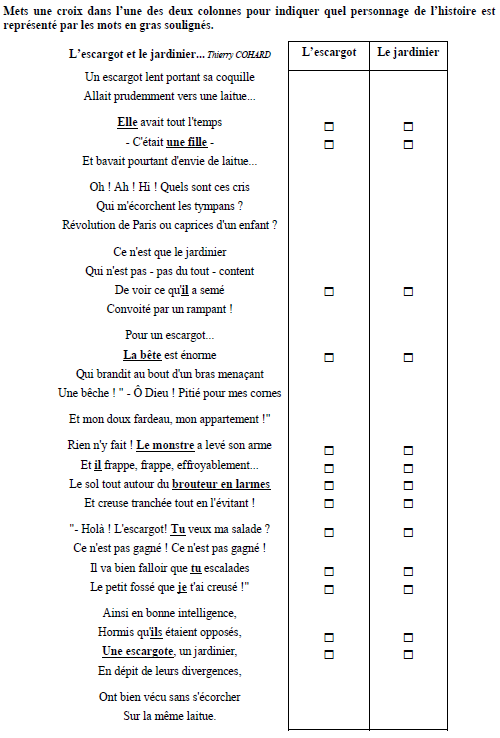 Mets une croix dans l'une des deux colonnes pour indiquer quel personnage de l'histoire est
représenté par les mots en gras soulignés.
L'escargot et le jardinier... Thierry COHARD
L'escargot
Le jardinier
Un escargot lent portant sa coquille
Allait prudemment vers une laitue...
Elle avait tout l'temps
- C'était une fille -
Et bavait pourtant d'envie de laitue...
Oh ! Ah ! Hi ! Quels sont ces cris
Qui m'écorchent les tympans ?
Révolution de Paris ou caprices d'un enfant ?
Ce n'est que le jardinier
Qui n'est pas - pas du tout - content
De voir ce qu'il a semé
Convoité par un rampant !
Pour un escargot...
La bête est énorme
Qui brandit au bout d'un bras menaçant
Une bêche ! " - Ô Dieu ! Pitié pour mes cornes
Et mon doux fardeau, mon appartement !"
Rien n'y fait ! Le monstre a levé son arme
Et il frappe, frappe, effroyablement...
Le sol tout autour du brouteur en larmes
Et creuse tranchée tout en l'évitant !
"- Holà ! L'escargot! Tu veux ma salade ?
Ce n'est pas gagné ! Ce n'est pas gagné !
Il va bien falloir que tu escalades
Le petit fossé que je t'ai creusé !"
Ainsi en bonne intelligence,
Hormis qu'ils étaient opposés,
Une escargote, un jardinier,
En dépit de leurs divergences,
Ont bien vécu sans s'écorcher
Sur la même laitue.